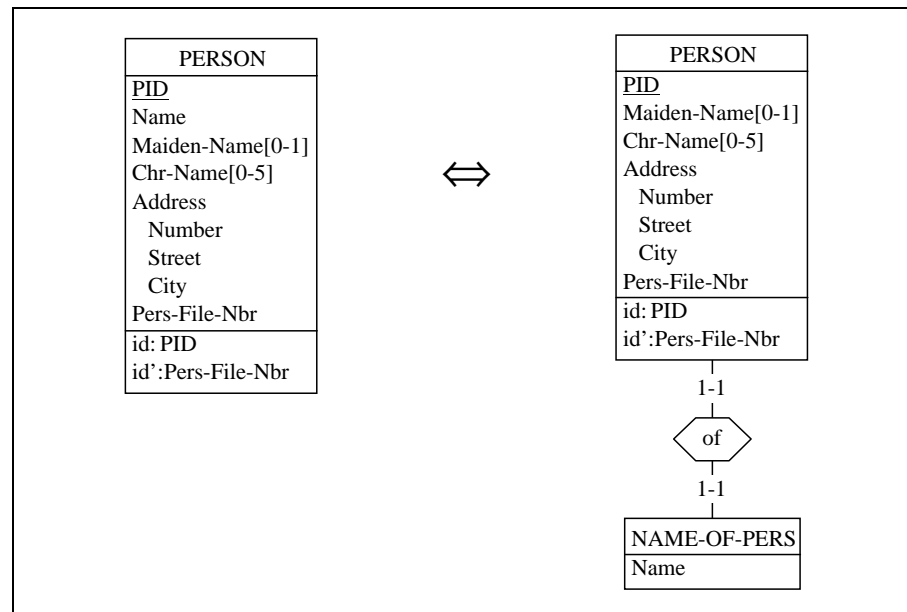 PERSON
PID
Name
Maiden-Name[0-1]
Chr-Name[0-5]
Address
Number
Street
City
Pers-File-Nbr
id: PID
id’:Pers-File-Nbr
⇔
PERSON
PID
Maiden-Name[0-1]
Chr-Name[0-5]
Address
Number
Street
City
Pers-File-Nbr
id: PID
id’:Pers-File-Nbr
1-1
of
1-1
NAME-OF-PERS
Name